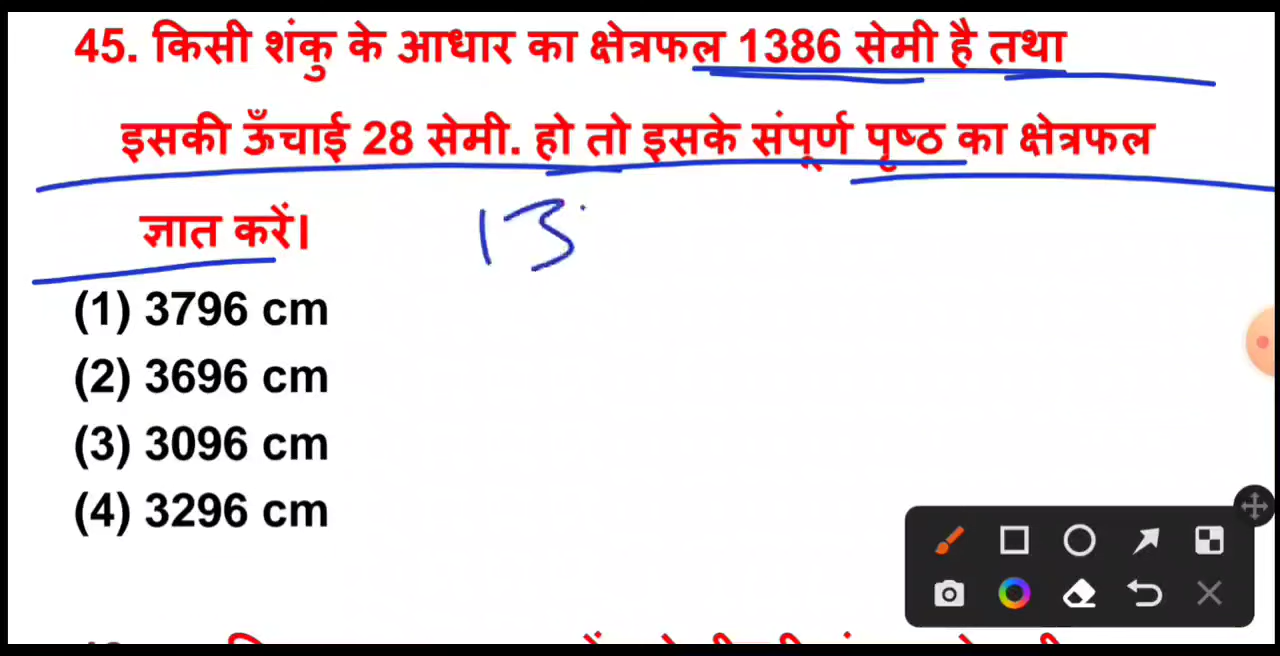 45. किसी शंकु के आधार का क्षेत्रफल 1386 सेमी है तथा
इसकी ऊँचाई 28 सेमी. हो तो इसके संपूर्ण पृष्ठ का क्षेत्रफल
ज्ञात करें।
13
(1) 3796 cm
(2) 3696 cm
(3) 3096 cm
(4) 3296 cm